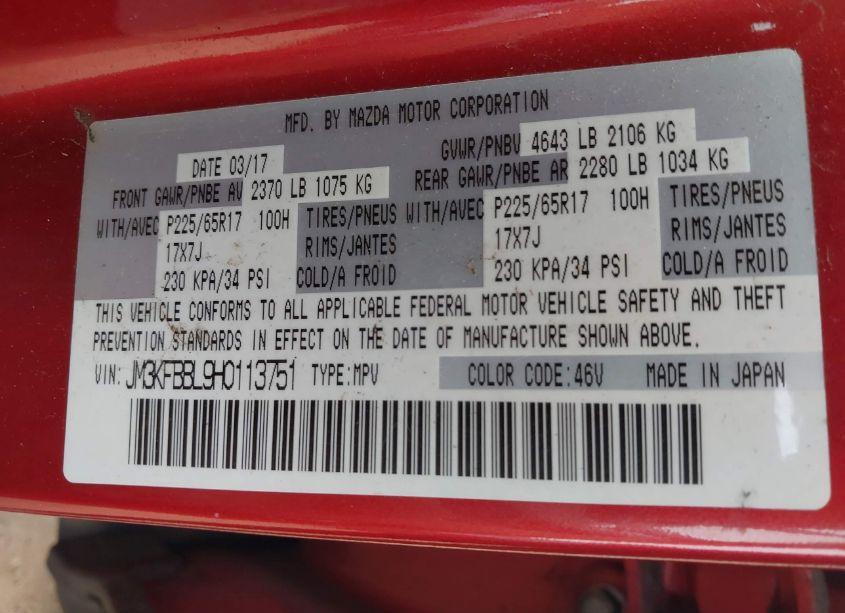 MFD. BY MAZDA MOTOR CORPORATION
DATE 03/17 GVWR/PNBV 4643 LB 2106 KG
FRONT GAWR/PNBE AV 2370 LB 1075 KG REAR GAWR/PNBE AR 2280 LB 1034 KG
WITH/AVEC P225/65R17 100H TIRES/PNEUS WITH/AVEC P225/65R17 100H TIRES/PNEUS
17X7J RIMS/JANTES 17X7J RIMS/JANTES
230 KPA/34 PSI COLD/A FROID 230 KPA/34 PSI COLD/A FROID
THIS VEHICLE CONFORMS TO ALL APPLICABLE FEDERAL MOTOR VEHICLE SAFETY AND THEFT
PREVENTION STANDARDS IN EFFECT ON THE DATE OF MANUFACTURE SHOWN ABOVE.
VIN: JM3KFBBL9H0113751 TYPE:MPV COLOR CODE:46V MADE IN JAPAN